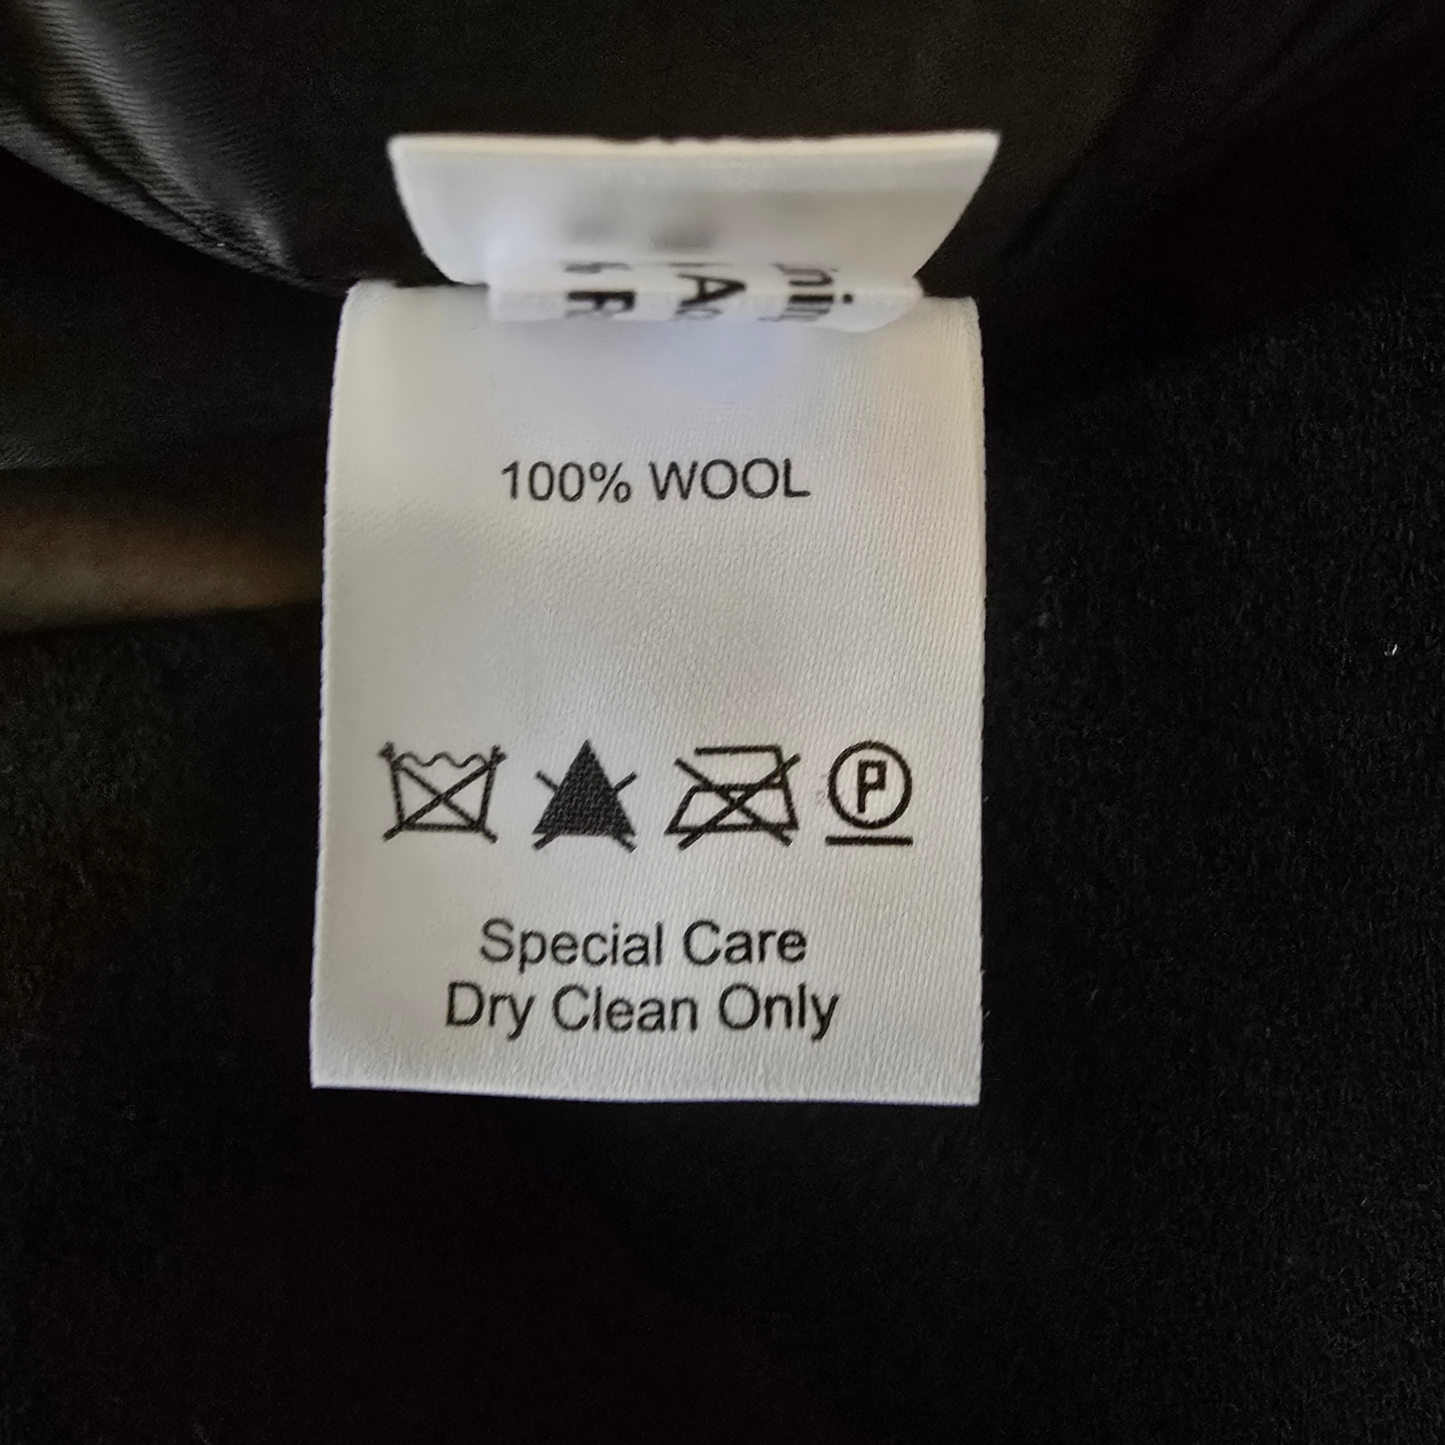 100% WOOL
P
Special Care
Dry Clean Only